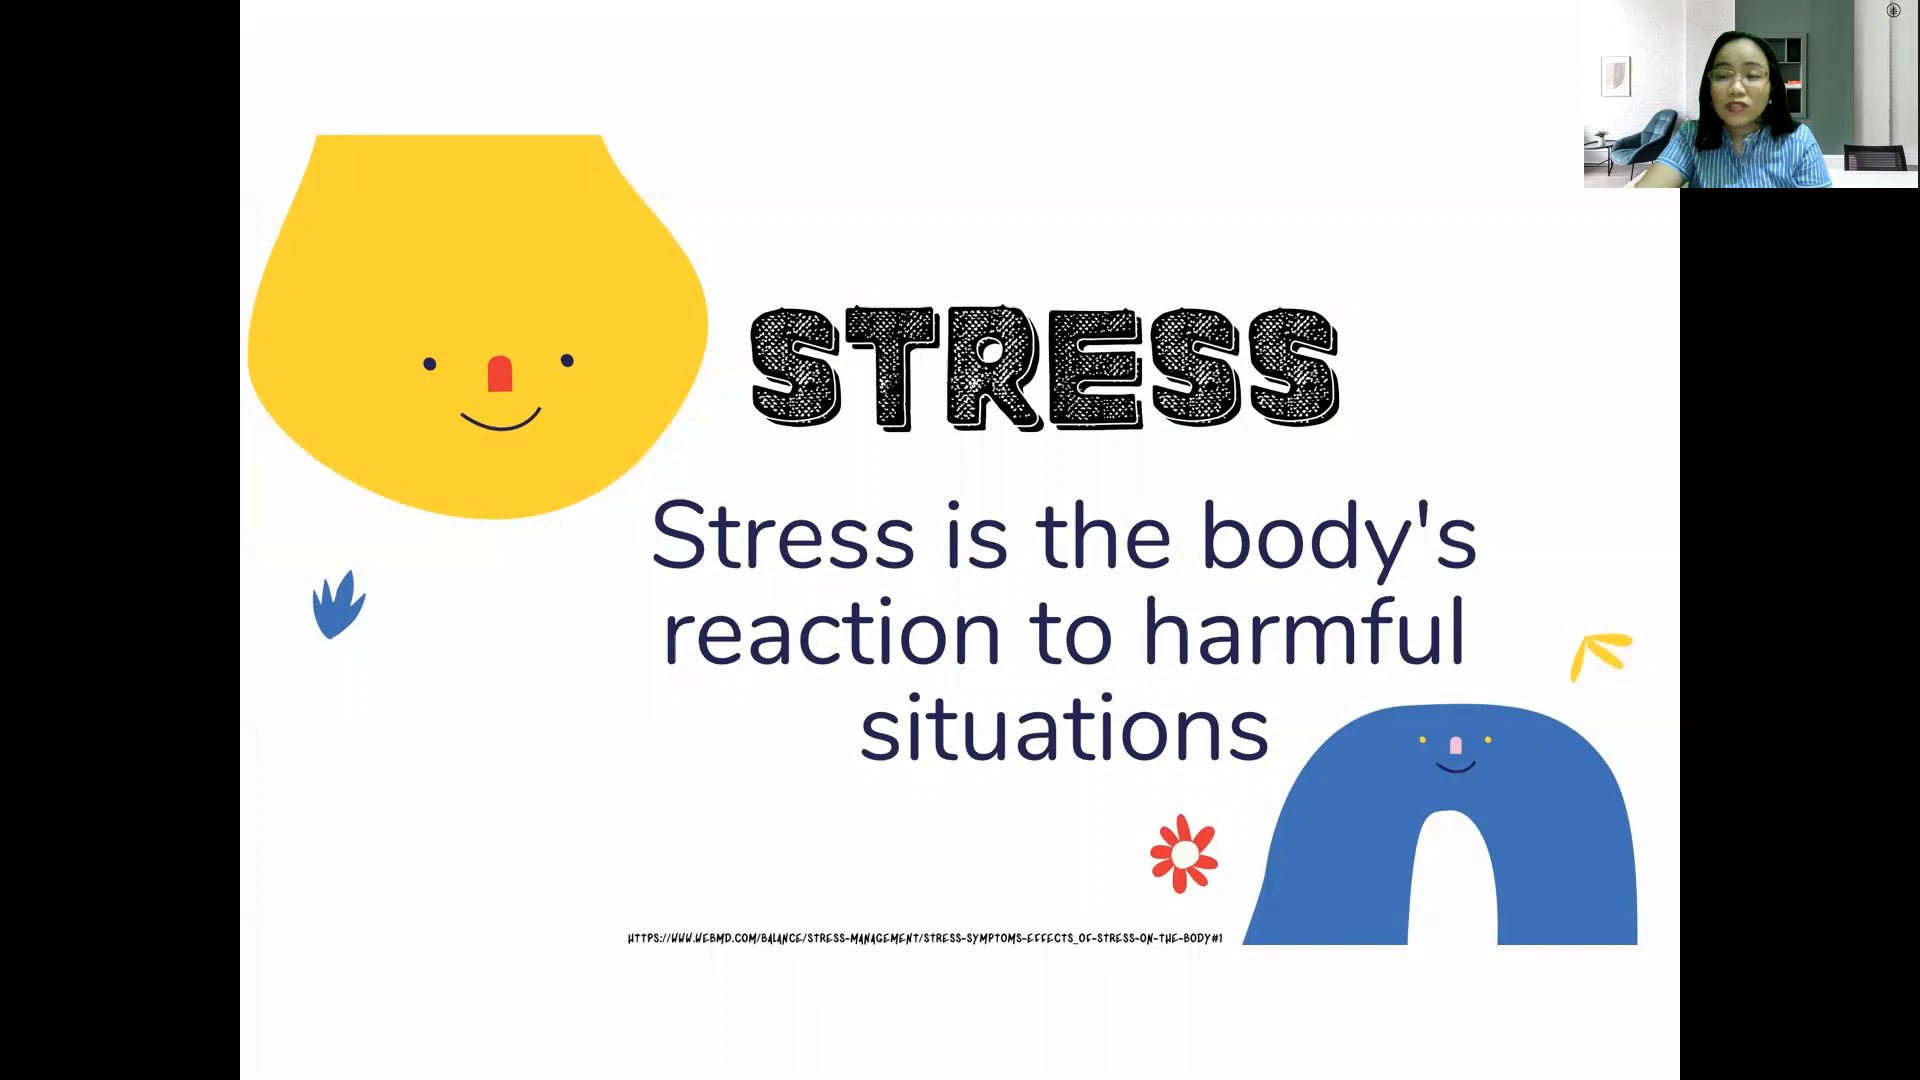 STRESS
Stress is the body's
reaction to harmful
situations
HTTPS://WWW.WEBMD.COM/BALANCE/STRESS-MANAGEMENT/STRESS-SYMPTOMS-EFFECTS_OF-STRESS-ON-THE-BODY#1